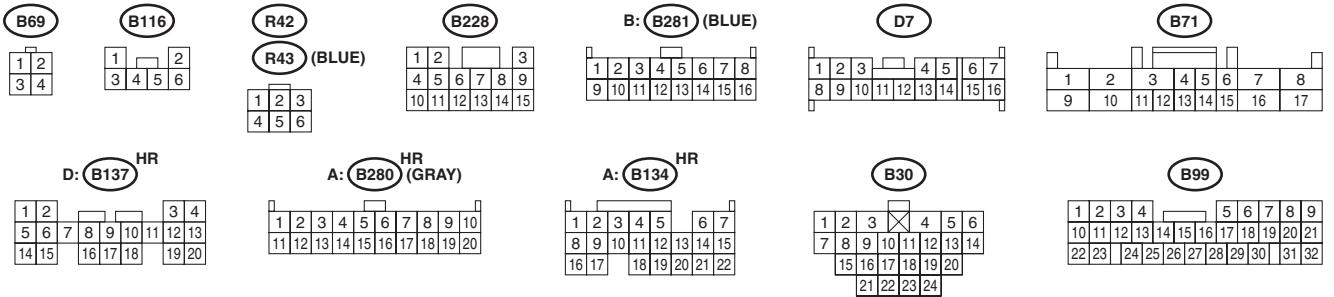 B69
1 2
3 4
B116
1 2
3 4 5 6
R42
R43 (BLUE)
1 2 3
4 5 6
B228
1 2 3
4 5 6 7 8 9
10 11 12 13 14 15
B: B281 (BLUE)
1 2 3 4 5 6 7 8
9 10 11 12 13 14 15 16
D7
1 2 3 4 5 6 7
8 9 10 11 12 13 14 15 16
B71
1 2 3 4 5 6 7 8
9 10 11 12 13 14 15 16 17
D: B137 HR
1 2 3 4
5 6 7 8 9 10 11 12 13
14 15 16 17 18 19 20
A: B280 HR (GRAY)
1 2 3 4 5 6 7 8 9 10
11 12 13 14 15 16 17 18 19 20
A: B134 HR
1 2 3 4 5 6 7
8 9 10 11 12 13 14 15
16 17 18 19 20 21 22
B30
1 2 3 4 5 6
7 8 9 10 11 12 13 14
15 16 17 18 19 20
21 22 23 24
B99
1 2 3 4 5 6 7 8 9
10 11 12 13 14 15 16 17 18 19 20 21
22 23 24 25 26 27 28 29 30 31 32